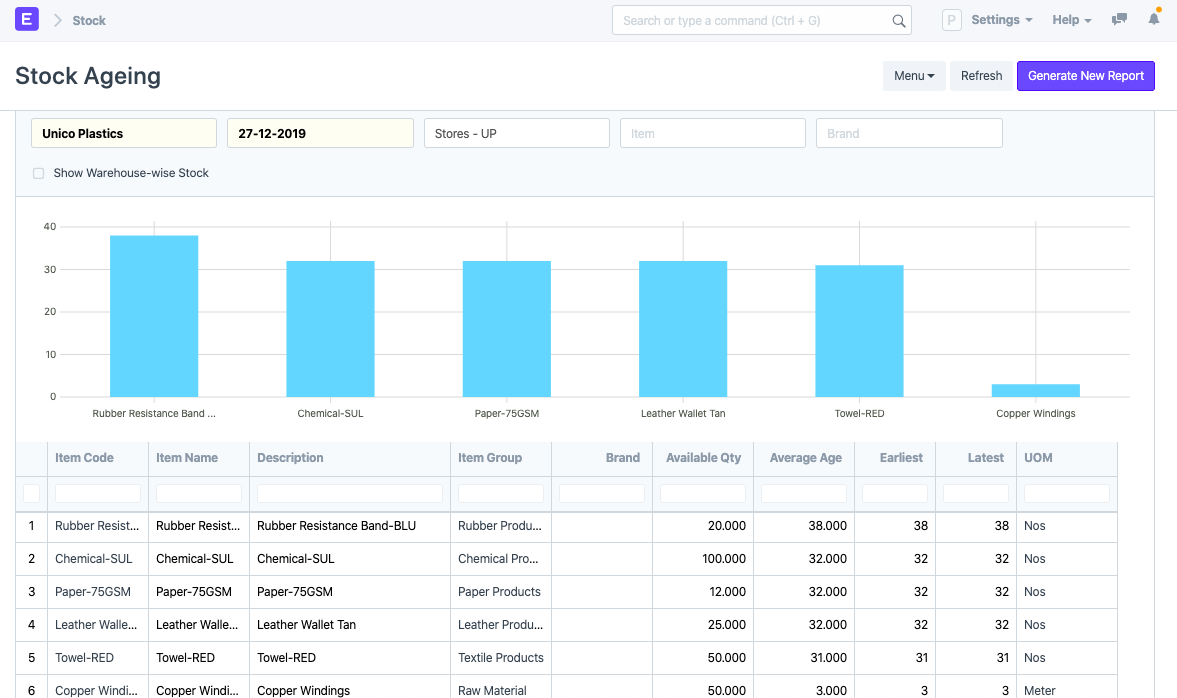 E Stock Search or type a command (Ctrl + G) P Settings Help
Stock Ageing Menu Refresh Generate New Report
Unico Plastics 27-12-2019 Stores - UP Item Brand
Show Warehouse-wise Stock
40
30
20
10
0
Rubber Resistance Band ... Chemical-SUL Paper-75GSM Leather Wallet Tan Towel-RED Copper Windings
Item Code Item Name Description Item Group Brand Available Qty Average Age Earliest Latest UOM
1 Rubber Resist... Rubber Resist... Rubber Resistance Band-BLU Rubber Produ... 20.000 38.000 38 38 Nos
2 Chemical-SUL Chemical-SUL Chemical-SUL Chemical Pro... 100.000 32.000 32 32 Nos
3 Paper-75GSM Paper-75GSM Paper-75GSM Paper Products 12.000 32.000 32 32 Nos
4 Leather Walle... Leather Walle... Leather Wallet Tan Leather Produ... 25.000 32.000 32 32 Nos
5 Towel-RED Towel-RED Towel-RED Textile Products 50.000 31.000 31 31 Nos
6 Copper Windi... Copper Windi... Copper Windings Raw Material 50.000 3.000 3 3 Meter